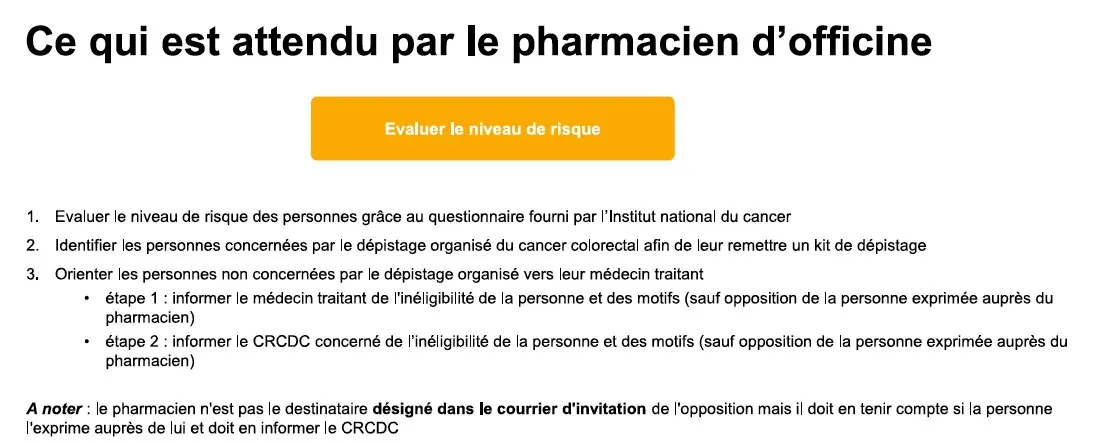 Ce qui est attendu par le pharmacien d’officine
Evaluer le niveau de risque
1. Evaluer le niveau de risque des personnes grâce au questionnaire fourni par l’Institut national du cancer
2. Identifier les personnes concernées par le dépistage organisé du cancer colorectal afin de leur remettre un kit de dépistage
3. Orienter les personnes non concernées par le dépistage organisé vers leur médecin traitant
• étape 1 : informer le médecin traitant de l'inéligibilité de la personne et des motifs (sauf opposition de la personne exprimée auprès du
pharmacien)
• étape 2 : informer le CRCDC concerné de l’inéligibilité de la personne et des motifs (sauf opposition de la personne exprimée auprès du
pharmacien)
A noter : le pharmacien n'est pas le destinataire désigné dans le courrier d'invitation de l'opposition mais il doit en tenir compte si la personne
l'exprime auprès de lui et doit en informer le CRCDC